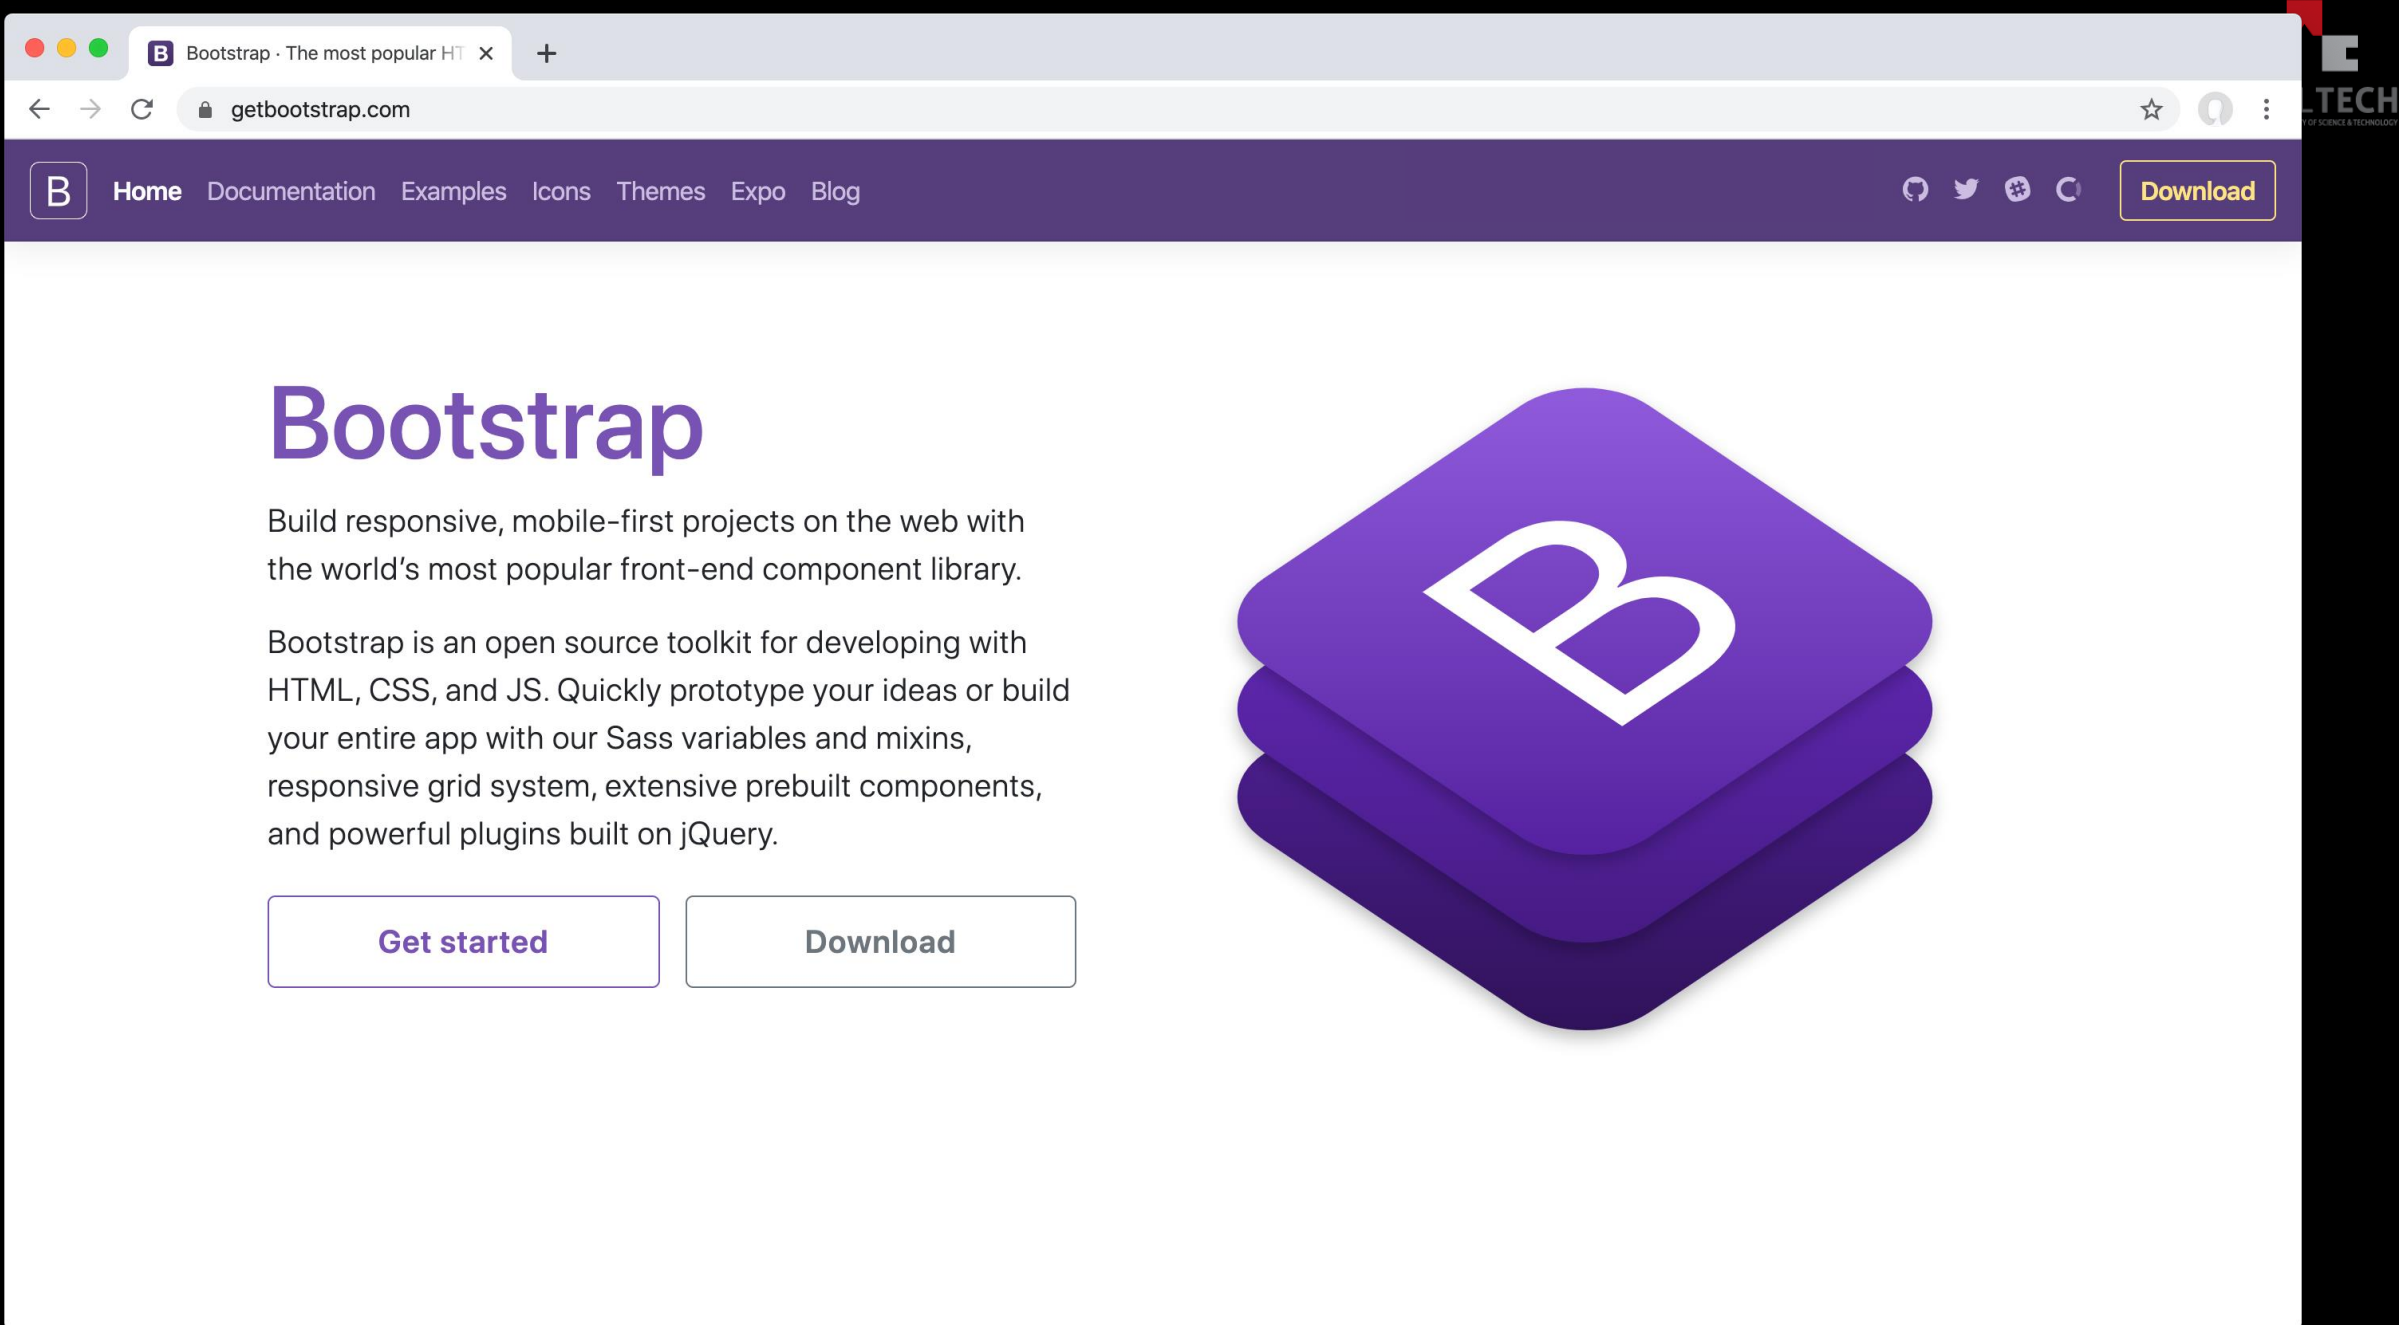 Bootstrap · The most popular HT
getbootstrap.com
LTECH
Y OF SCIENCE & TECHNOLOGY
B Home Documentation Examples Icons Themes Expo Blog Download
Bootstrap
Build responsive, mobile-first projects on the web with
the world’s most popular front-end component library.
Bootstrap is an open source toolkit for developing with
HTML, CSS, and JS. Quickly prototype your ideas or build
your entire app with our Sass variables and mixins,
responsive grid system, extensive prebuilt components,
and powerful plugins built on jQuery.
Get started Download
B